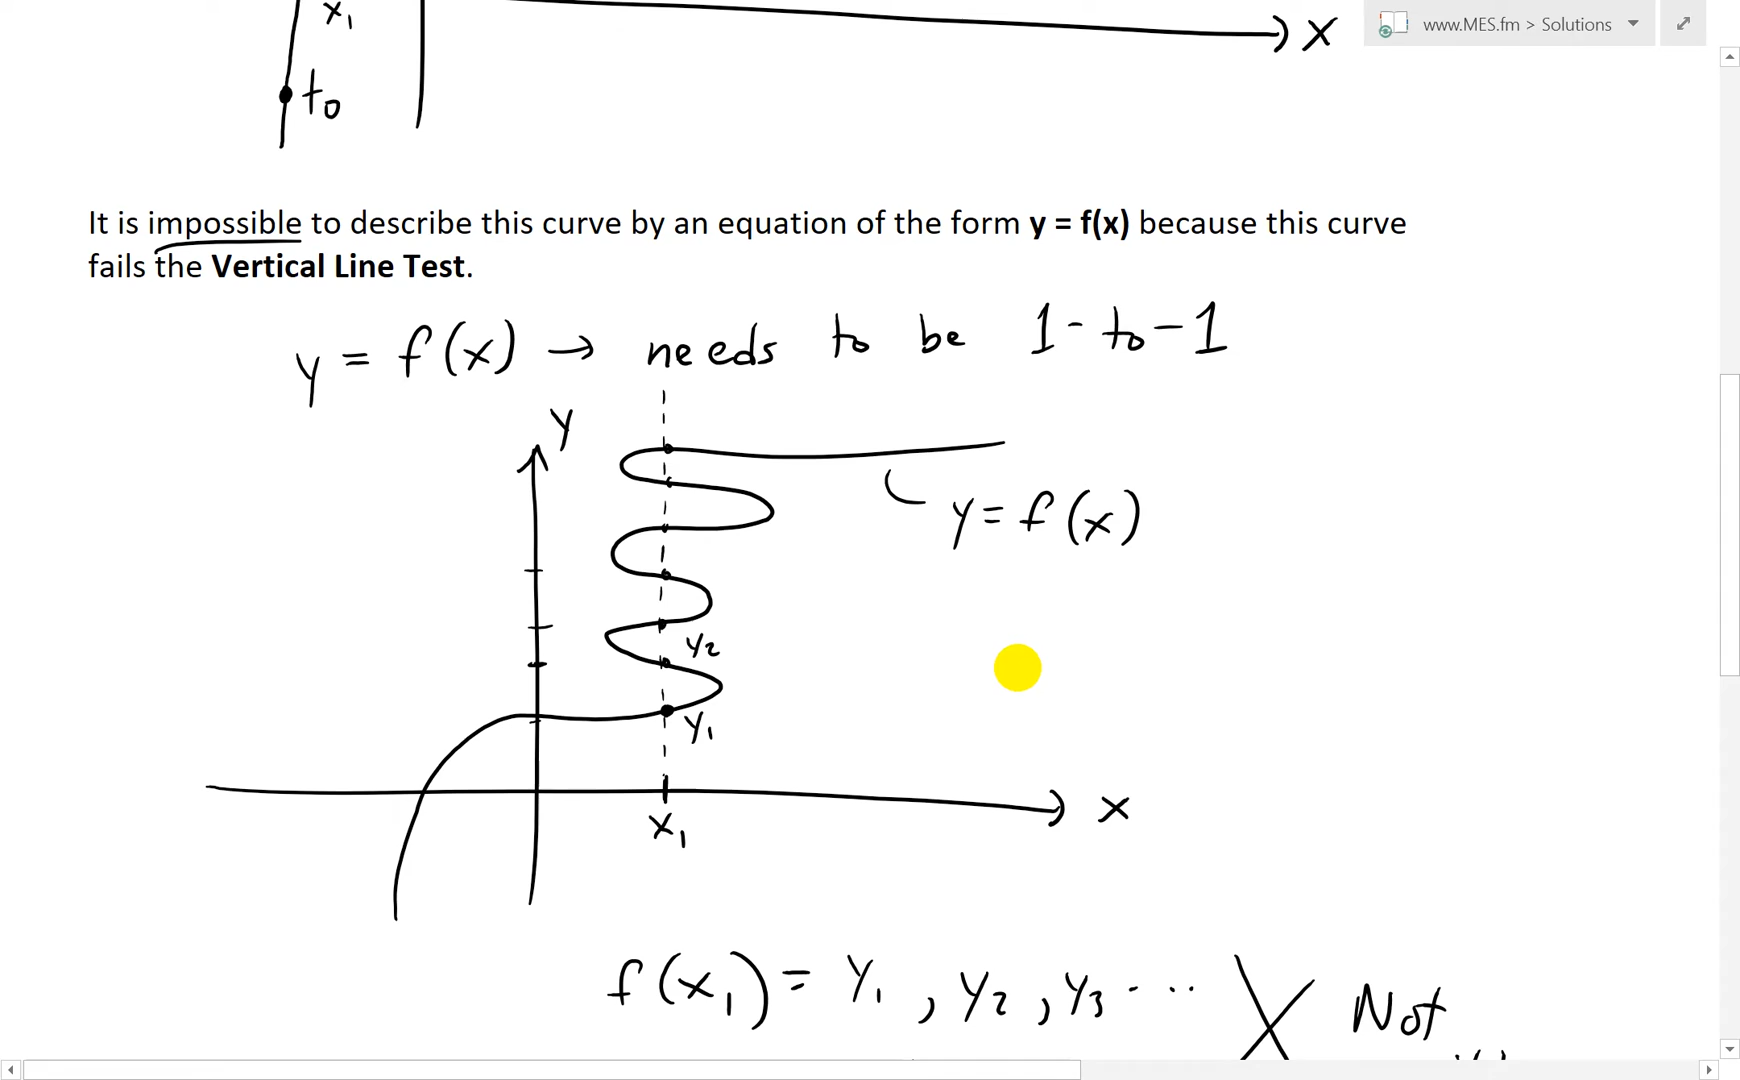 x₁
x
www.MES.fm > Solutions
t₀
It is impossible to describe this curve by an equation of the form y = f(x) because this curve
fails the Vertical Line Test.
y = f(x) → needs to be 1-to-1
y
y = f(x)
y₂
y₁
x
x₁
f(x₁) = y₁, y₂, y₃... X Not